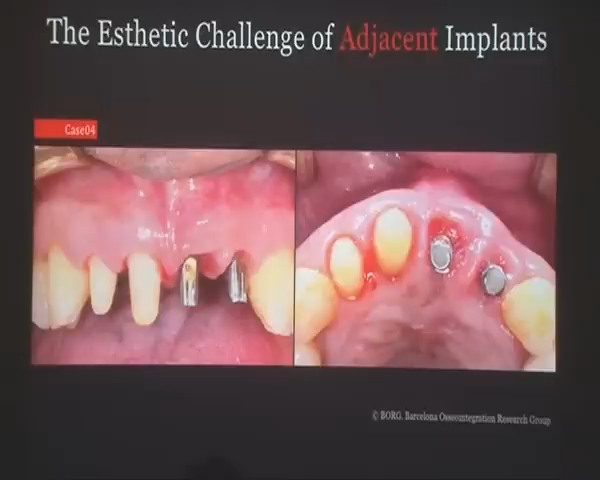 The Esthetic Challenge of Adjacent Implants
Case04
© BORG. Barcelona Osseointegration Research Group